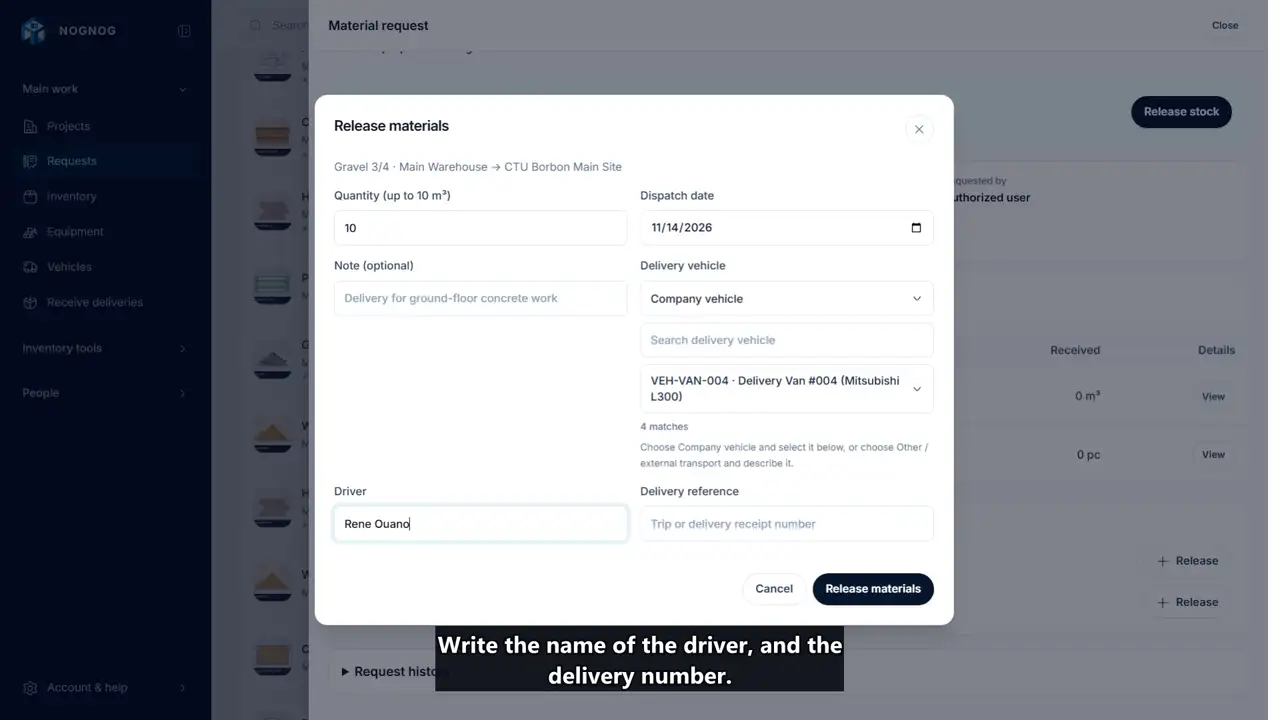 NOGNOG
Search
Material request
Close
Main work
Projects
Requests
Inventory
Equipment
Vehicles
Receive deliveries
Inventory tools
People
Account & help
Release stock
Release materials
Gravel 3/4 · Main Warehouse → CTU Borbon Main Site
Quantity (up to 10 m³)
Dispatch date
10
11/14/2026
Note (optional)
Delivery vehicle
Delivery for ground-floor concrete work
Company vehicle
Search delivery vehicle
VEH-VAN-004 · Delivery Van #004 (Mitsubishi
L300)
4 matches
Choose Company vehicle and select it below, or choose Other /
external transport and describe it.
Driver
Delivery reference
Rene Ouano
Trip or delivery receipt number
Cancel
Release materials
quested by
uthorized user
Received
Details
0 m³
View
0 pc
View
+ Release
+ Release
Request histo
Write the name of the driver, and the
delivery number.